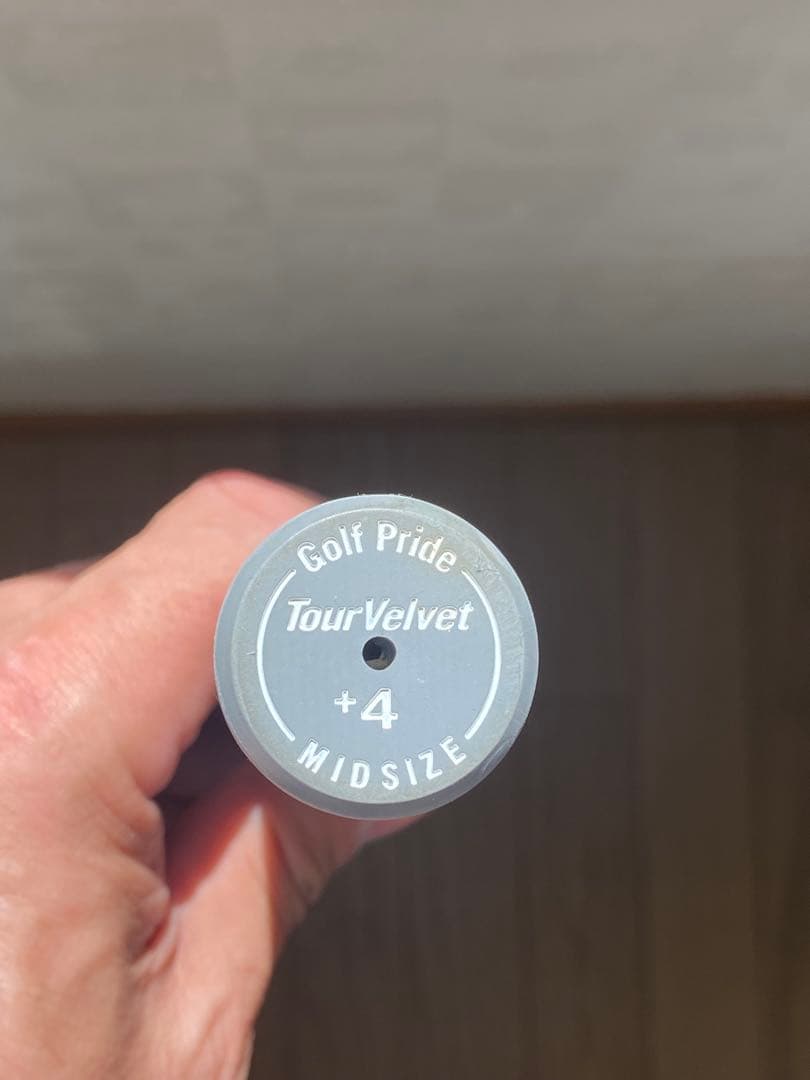 Golf Pride
TourVelvet
+4
MIDSIZE